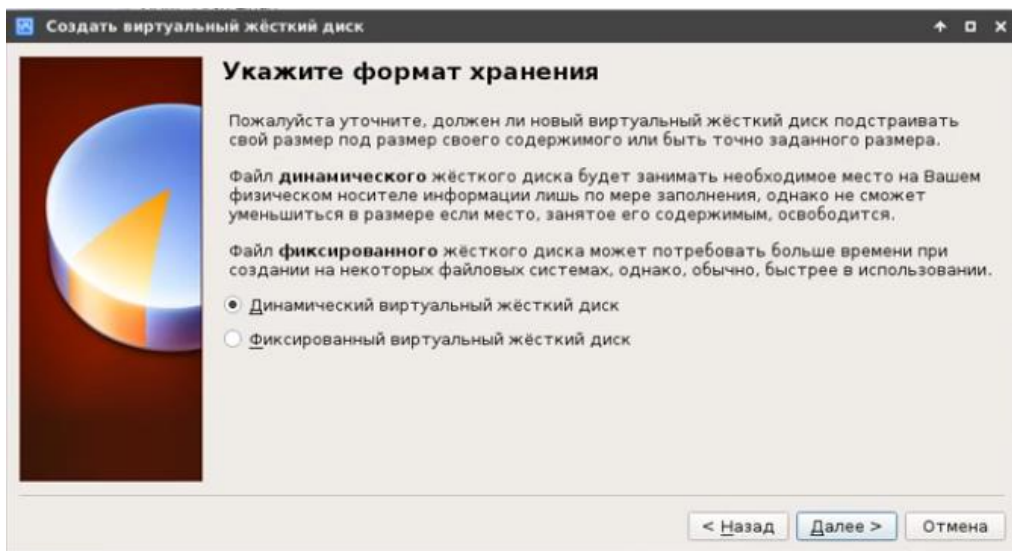 Создать виртуальный жёсткий диск
Укажите формат хранения
Пожалуйста уточните, должен ли новый виртуальный жёсткий диск подстраивать
свой размер под размер своего содержимого или быть точно заданного размера.
Файл динамического жёсткого диска будет занимать необходимое место на Вашем
физическом носителе информации лишь по мере заполнения, однако не сможет
уменьшиться в размере если место, занятое его содержимым, освободится.
Файл фиксированного жёсткого диска может потребовать больше времени при
создании на некоторых файловых системах, однако, обычно, быстрее в использовании.
Динамический виртуальный жёсткий диск
Фиксированный виртуальный жёсткий диск
< Назад Далее > Отмена